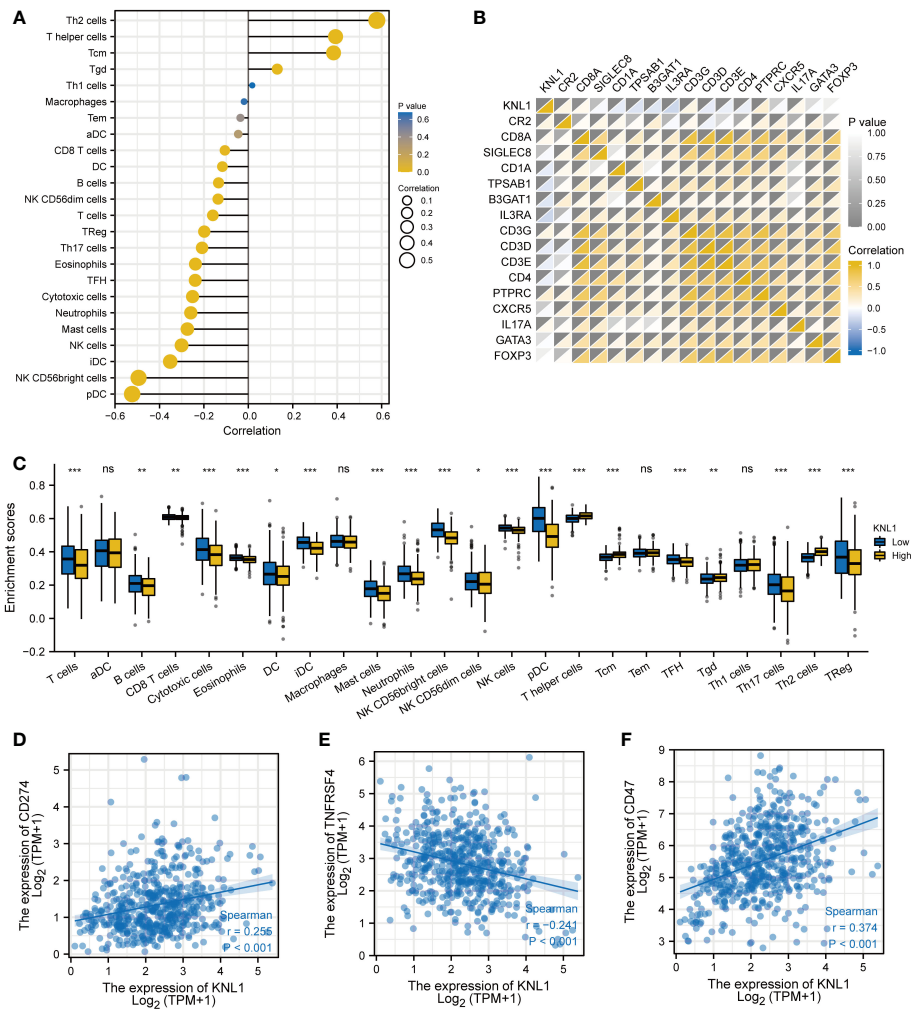 A
Th2 cells
T helper cells
Tcm
Tgd
Th1 cells
Macrophages
Tem
aDC
CD8 T cells
DC
B cells
NK CD56dim cells
T cells
TReg
Th17 cells
Eosinophils
TFH
Cytotoxic cells
Neutrophils
Mast cells
NK cells
iDC
NK CD56bright cells
pDC
−0.6 −0.4 −0.2 0.0 0.2 0.4 0.6
Correlation
P value
0.6
0.4
0.2
0.0
Correlation
0.1
0.2
0.3
0.4
0.5
B
KNL1 CR2 CD8A SIGLEC8 CD1A TPSAB1 B3GAT1 IL3RA CD3G CD3D CD3E CD4 PTPRC CXCR5 IL17A GATA3 FOXP3
KNL1
CR2
CD8A
SIGLEC8
CD1A
TPSAB1
B3GAT1
IL3RA
CD3G
CD3D
CD3E
CD4
PTPRC
CXCR5
IL17A
GATA3
FOXP3
P value
1.00
0.75
0.50
0.25
0.00
Correlation
1.0
0.5
0.0
−0.5
−1.0
C
*** ns ** ** *** *** * *** ns *** *** *** * *** *** *** *** ns *** ** ns *** *** ***
Enrichment scores
0.8
0.6
0.4
0.2
0.0
−0.2
T cells aDC B cells CD8 T cells Cytotoxic cells Eosinophils DC iDC Macrophages Mast cells Neutrophils NK CD56bright cells NK CD56dim cells NK cells pDC T helper cells Tcm Tem TFH Tgd Th1 cells Th17 cells Th2 cells TReg
KNL1
Low
High
D
The expression of CD274
Log2 (TPM+1)
5
4
3
2
1
0
Spearman
r = 0.255
P < 0.001
0 1 2 3 4 5
The expression of KNL1
Log2 (TPM+1)
E
The expression of TNFRSF4
Log2 (TPM+1)
6
5
4
3
2
1
0
Spearman
r = −0.241
P < 0.001
0 1 2 3 4 5
The expression of KNL1
Log2 (TPM+1)
F
The expression of CD47
Log2 (TPM+1)
9
8
7
6
5
4
3
Spearman
r = 0.374
P < 0.001
0 1 2 3 4 5
The expression of KNL1
Log2 (TPM+1)